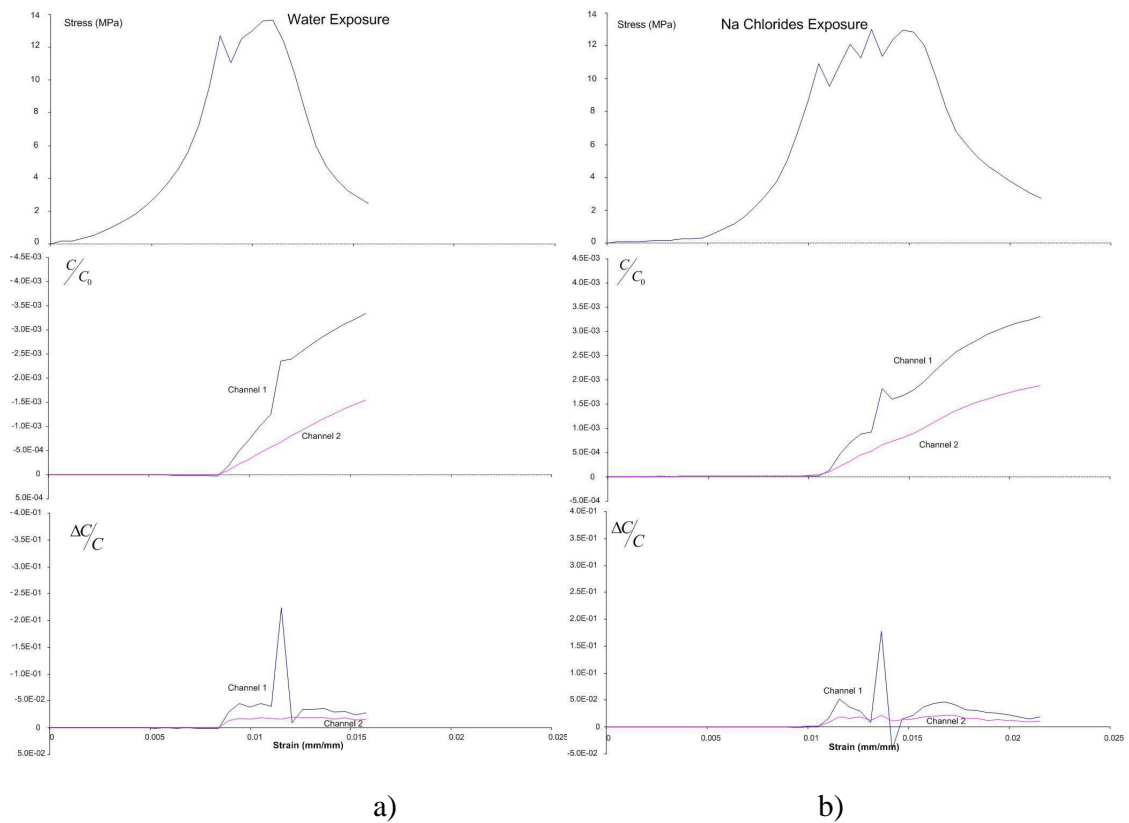 Stress (MPa)
Water Exposure
14
12
10
8
6
4
2
0
-4.5E-03
-4.0E-03
-3.5E-03
-3.0E-03
-2.5E-03
-2.0E-03
-1.5E-03
-1.0E-03
-5.0E-04
0
5.0E-04
C/C0
Channel 1
Channel 2
-4.0E-01
-3.5E-01
-3.0E-01
-2.5E-01
-2.0E-01
-1.5E-01
-1.0E-01
-5.0E-02
0
5.0E-02
ΔC/C
Channel 1
Channel 2
0
0.005
0.01
0.015
0.02
0.025
Strain (mm/mm)
a)
Stress (MPa)
Na Chlorides Exposure
14
12
10
8
6
4
2
0
4.5E-03
4.0E-03
3.5E-03
3.0E-03
2.5E-03
2.0E-03
1.5E-03
1.0E-03
5.0E-04
0
-5.0E-04
C/C0
Channel 1
Channel 2
4.0E-01
3.5E-01
3.0E-01
2.5E-01
2.0E-01
1.5E-01
1.0E-01
5.0E-02
0
-5.0E-02
ΔC/C
Channel 1
Channel 2
0
0.005
0.01
0.015
0.02
0.025
Strain (mm/mm)
b)